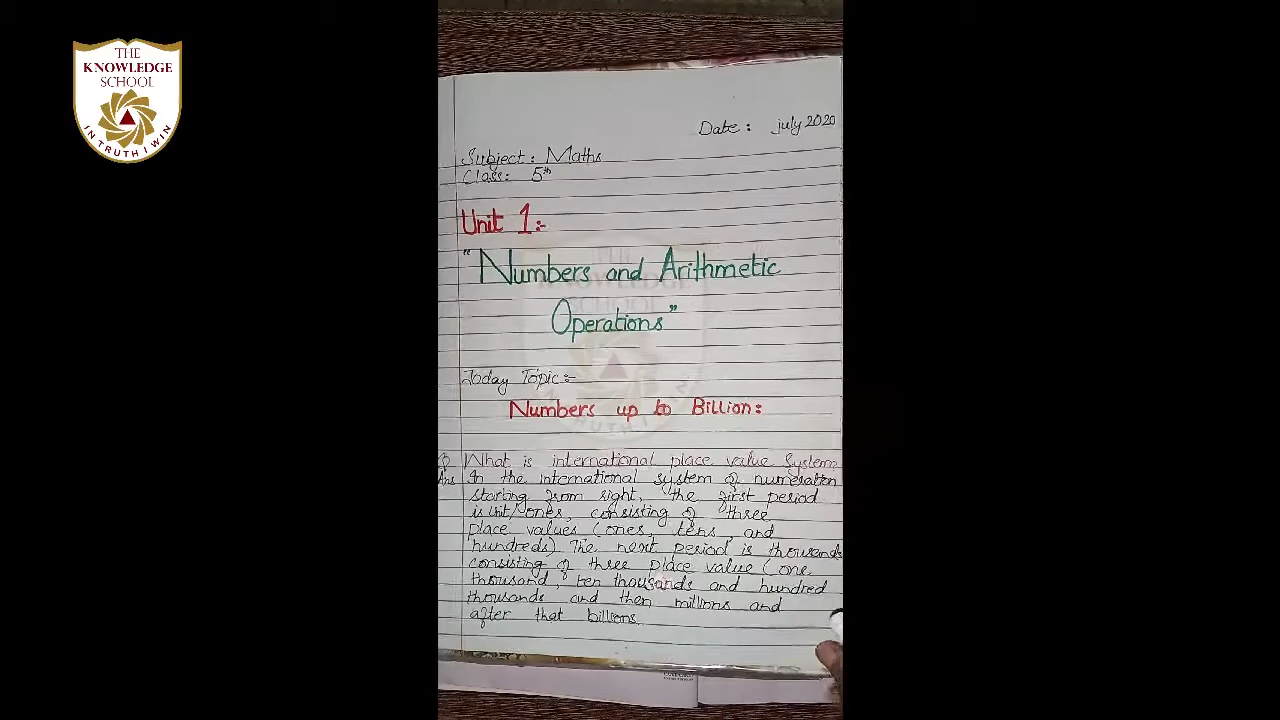 THE
KNOWLEDGE
SCHOOL
IN TRUTH I WIN
Date: july 2020
Subject: Maths
Class: 5th
Unit 1:-
"Numbers and Arithmetic
Operations"
Today Topic:-
Numbers up to Billion:
Q What is international place value System
Ans In the international system of numeration
starting from right, the first period
is unit/ones, consisting of three
place values (ones, tens, and
hundreds). The next period is thousands
consisting of three place value (one
thousand, ten thousands and hundred
thousands and then millions and
after that billions